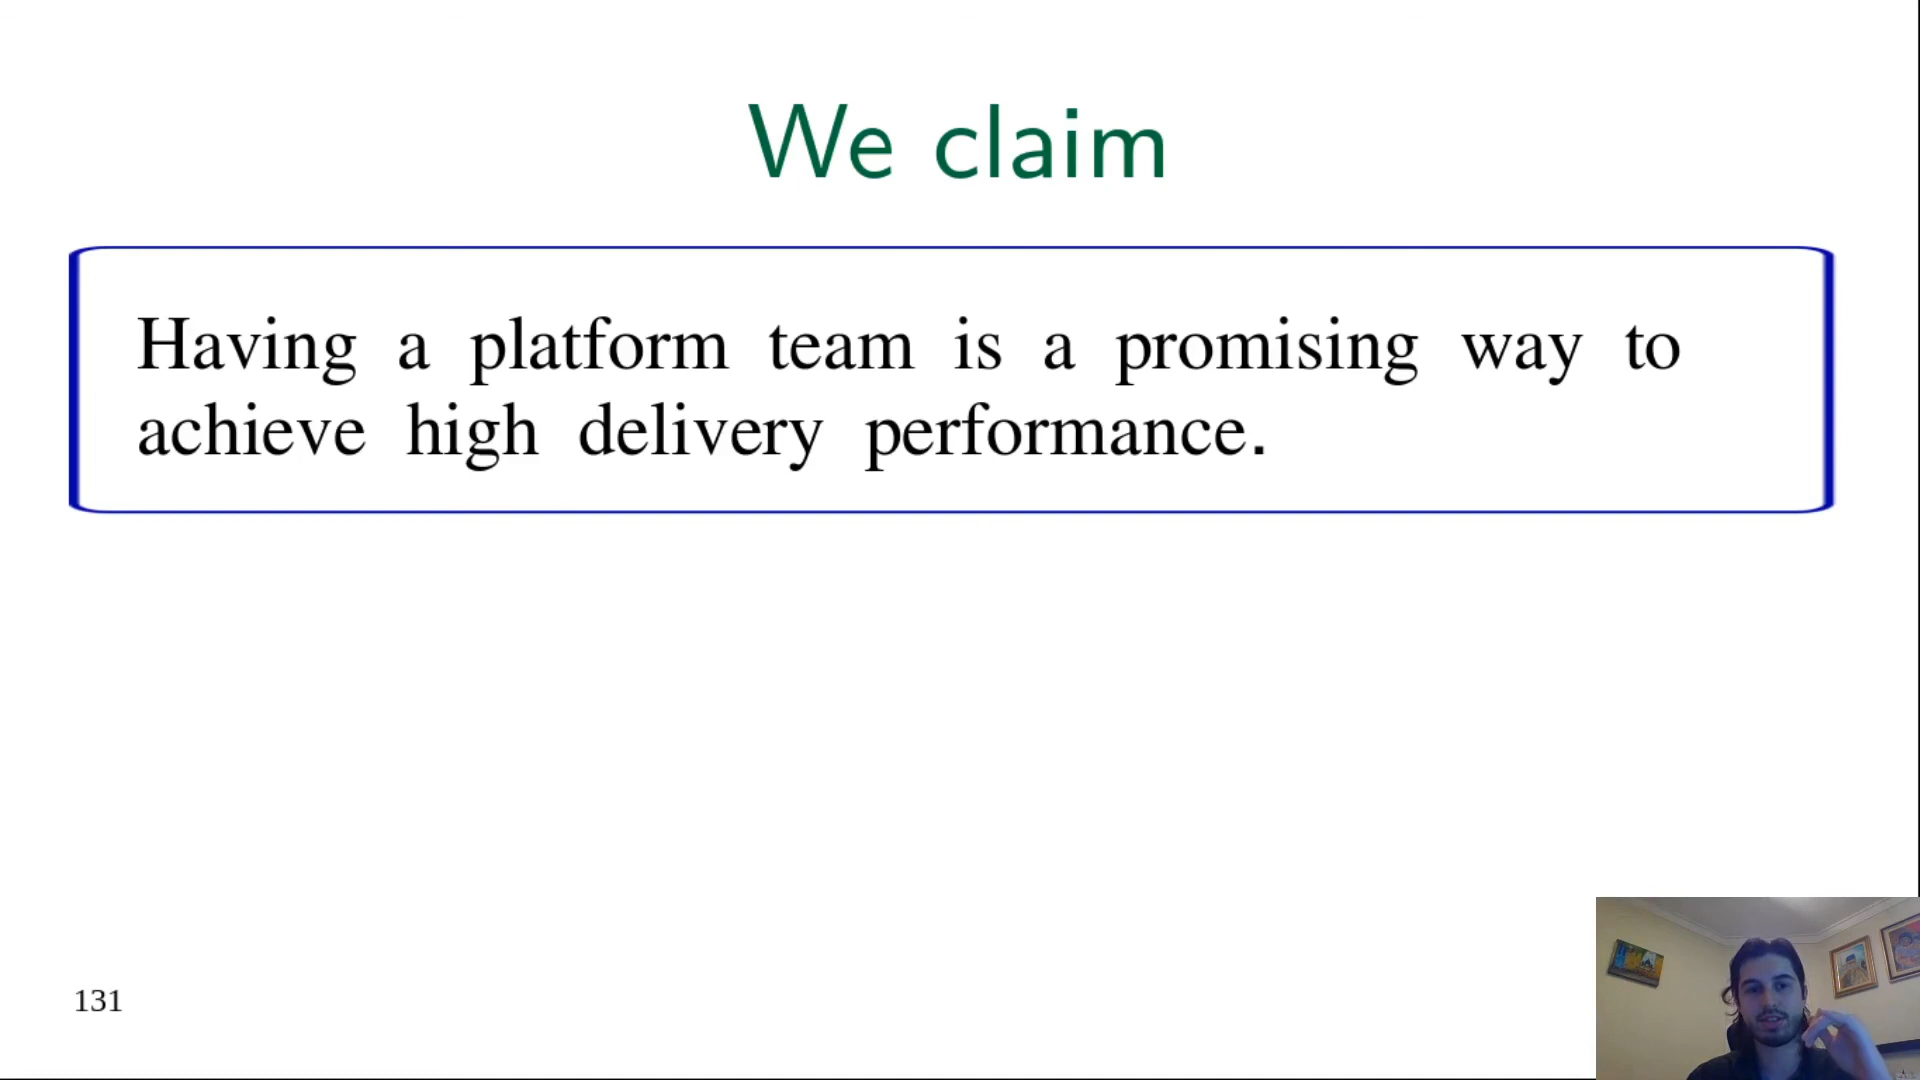 We claim
Having a platform team is a promising way to
achieve high delivery performance.
131